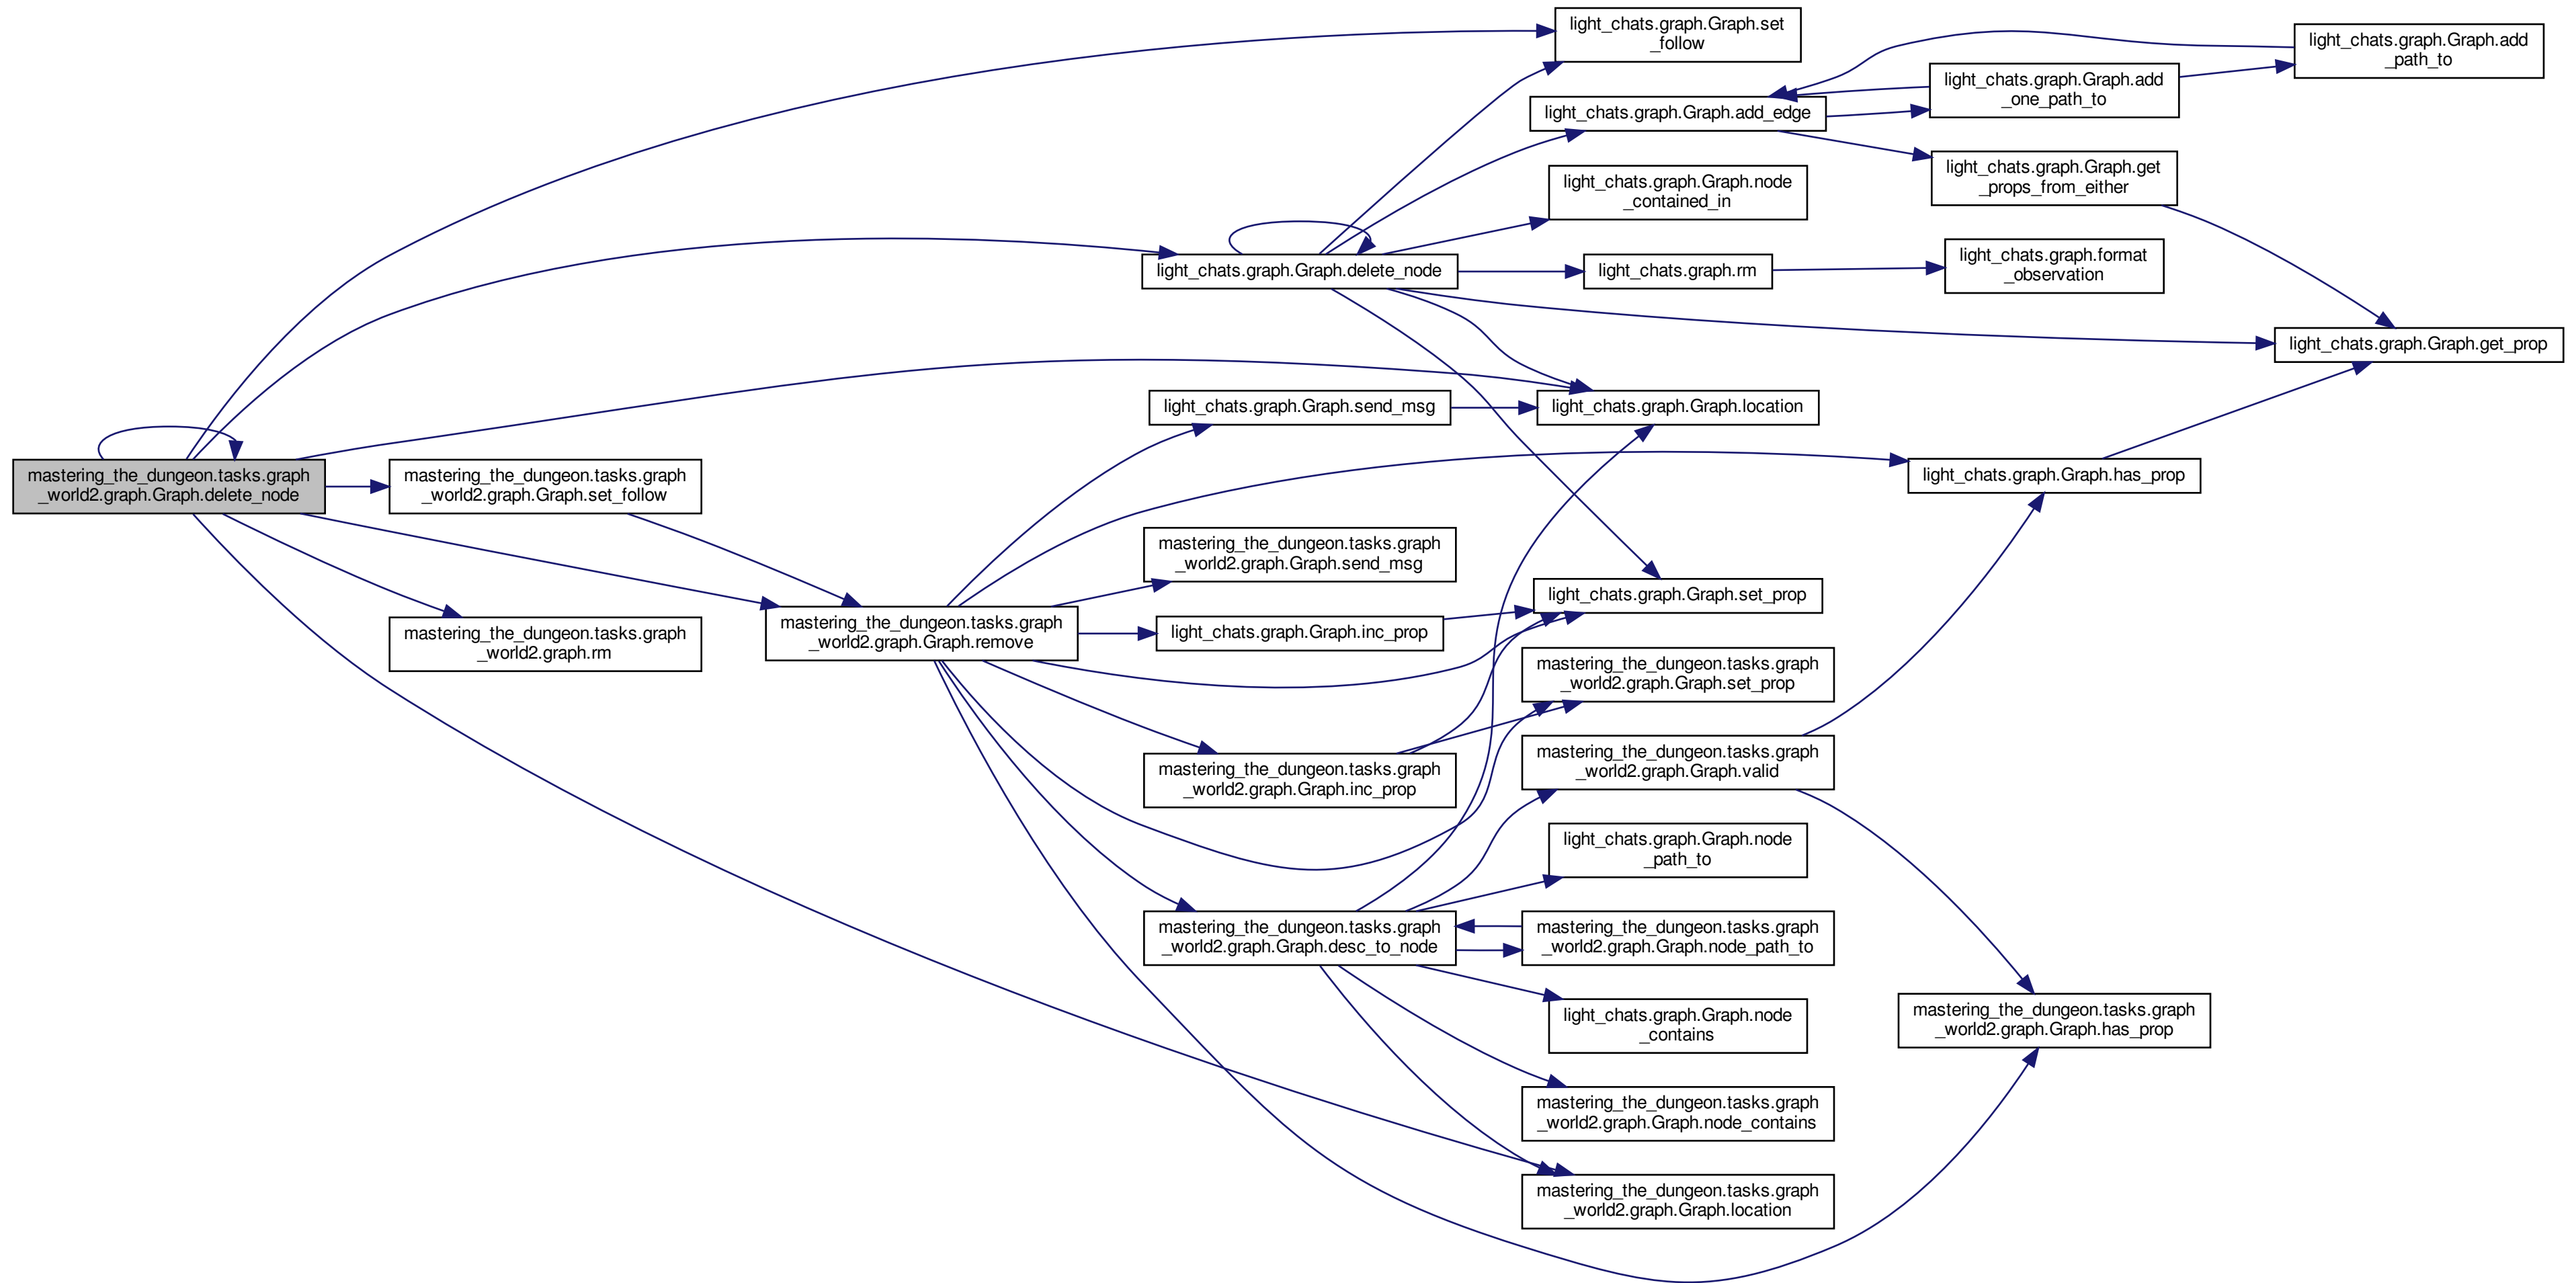 mastering_the_dungeon.tasks.graph
_world2.graph.Graph.delete_node
mastering_the_dungeon.tasks.graph
_world2.graph.Graph.set_follow
mastering_the_dungeon.tasks.graph
_world2.graph.rm
mastering_the_dungeon.tasks.graph
_world2.graph.Graph.remove
light_chats.graph.Graph.delete_node
light_chats.graph.Graph.send_msg
mastering_the_dungeon.tasks.graph
_world2.graph.Graph.send_msg
light_chats.graph.Graph.inc_prop
mastering_the_dungeon.tasks.graph
_world2.graph.Graph.inc_prop
mastering_the_dungeon.tasks.graph
_world2.graph.Graph.desc_to_node
light_chats.graph.Graph.set
_follow
light_chats.graph.Graph.add_edge
light_chats.graph.Graph.node
_contained_in
light_chats.graph.rm
light_chats.graph.Graph.location
light_chats.graph.Graph.set_prop
mastering_the_dungeon.tasks.graph
_world2.graph.Graph.set_prop
mastering_the_dungeon.tasks.graph
_world2.graph.Graph.valid
light_chats.graph.Graph.node
_path_to
mastering_the_dungeon.tasks.graph
_world2.graph.Graph.node_path_to
light_chats.graph.Graph.node
_contains
mastering_the_dungeon.tasks.graph
_world2.graph.Graph.node_contains
mastering_the_dungeon.tasks.graph
_world2.graph.Graph.location
light_chats.graph.Graph.add
_one_path_to
light_chats.graph.Graph.get
_props_from_either
light_chats.graph.format
_observation
light_chats.graph.Graph.has_prop
mastering_the_dungeon.tasks.graph
_world2.graph.Graph.has_prop
light_chats.graph.Graph.add
_path_to
light_chats.graph.Graph.get_prop